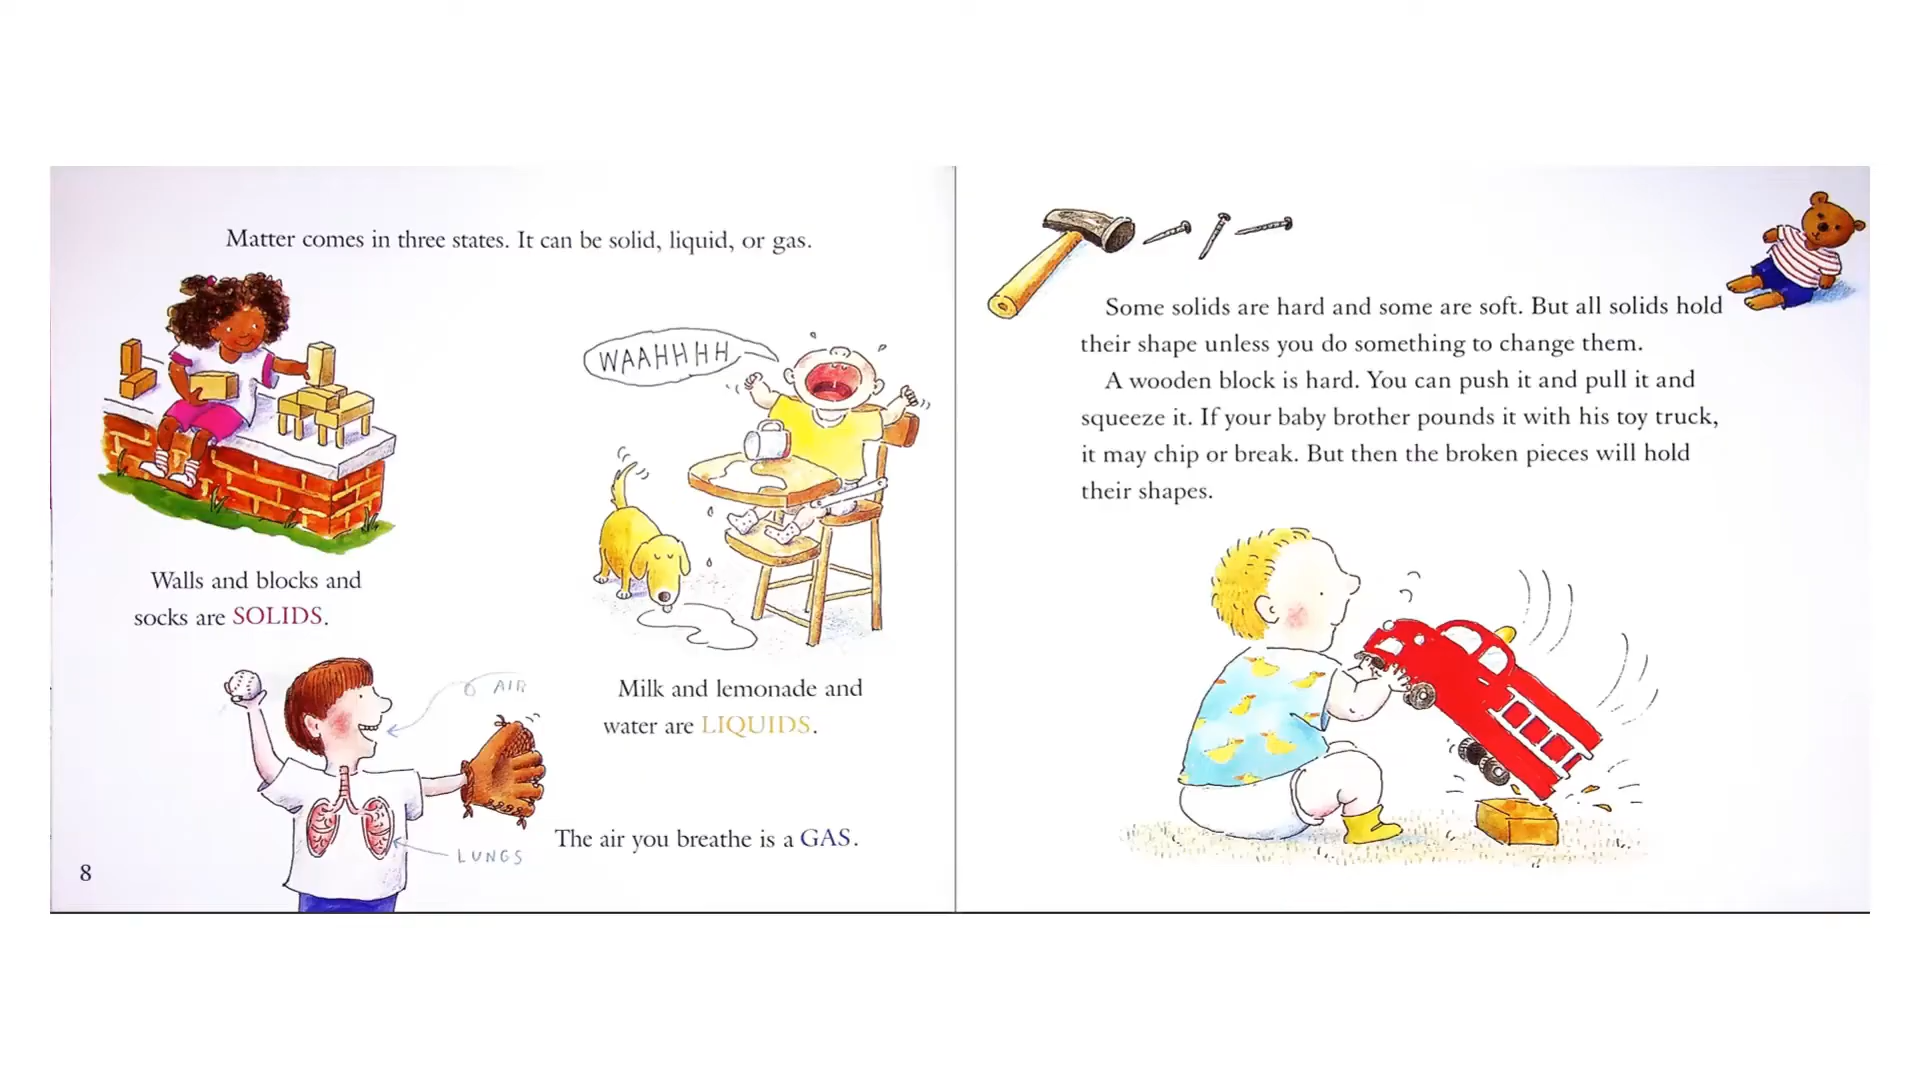 Matter comes in three states. It can be solid, liquid, or gas.
WAAHHHH
Walls and blocks and
socks are SOLIDS.
Milk and lemonade and
water are LIQUIDS.
AIR
LUNGS
The air you breathe is a GAS.
8
Some solids are hard and some are soft. But all solids hold
their shape unless you do something to change them.
A wooden block is hard. You can push it and pull it and
squeeze it. If your baby brother pounds it with his toy truck,
it may chip or break. But then the broken pieces will hold
their shapes.